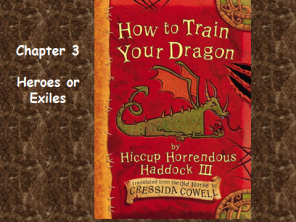 Chapter 3
Heroes or
Exiles
How to Train
Your Dragon
by
Hiccup Horrendous
Haddock III
translated from the Old Norse by
CRESSIDA COWELL